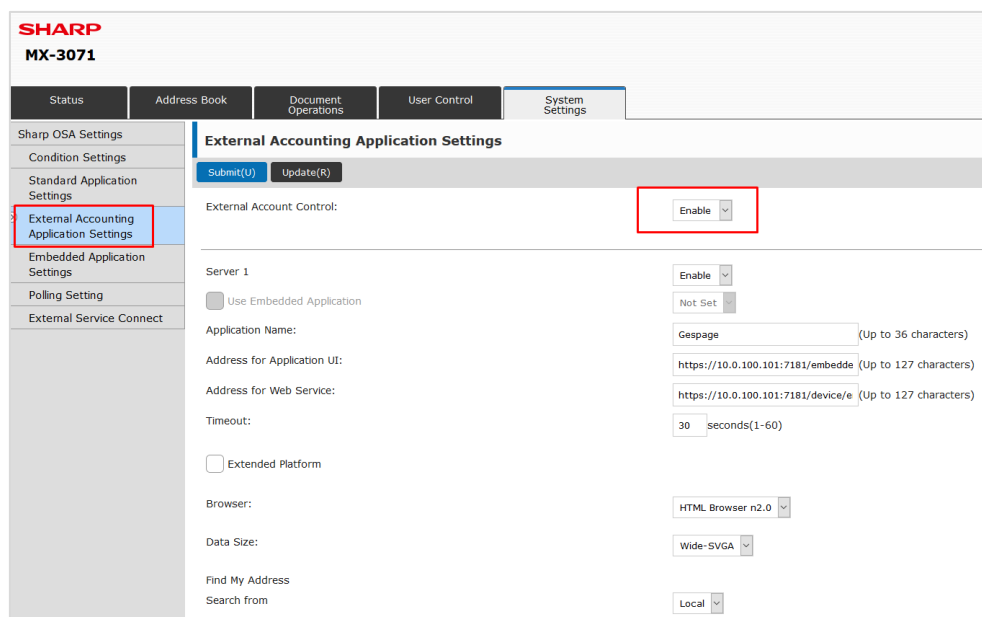 SHARP
MX-3071
Status
Address Book
Document
Operations
User Control
System
Settings
Sharp OSA Settings
Condition Settings
Standard Application
Settings
External Accounting
Application Settings
Embedded Application
Settings
Polling Setting
External Service Connect
External Accounting Application Settings
Submit(U)
Update(R)
External Account Control:
Enable
Server 1
Enable
Use Embedded Application
Not Set
Application Name:
Gespage
(Up to 36 characters)
Address for Application UI:
https://10.0.100.101:7181/embedde
(Up to 127 characters)
Address for Web Service:
https://10.0.100.101:7181/device/e
(Up to 127 characters)
Timeout:
30
seconds(1-60)
Extended Platform
Browser:
HTML Browser n2.0
Data Size:
Wide-SVGA
Find My Address
Search from
Local